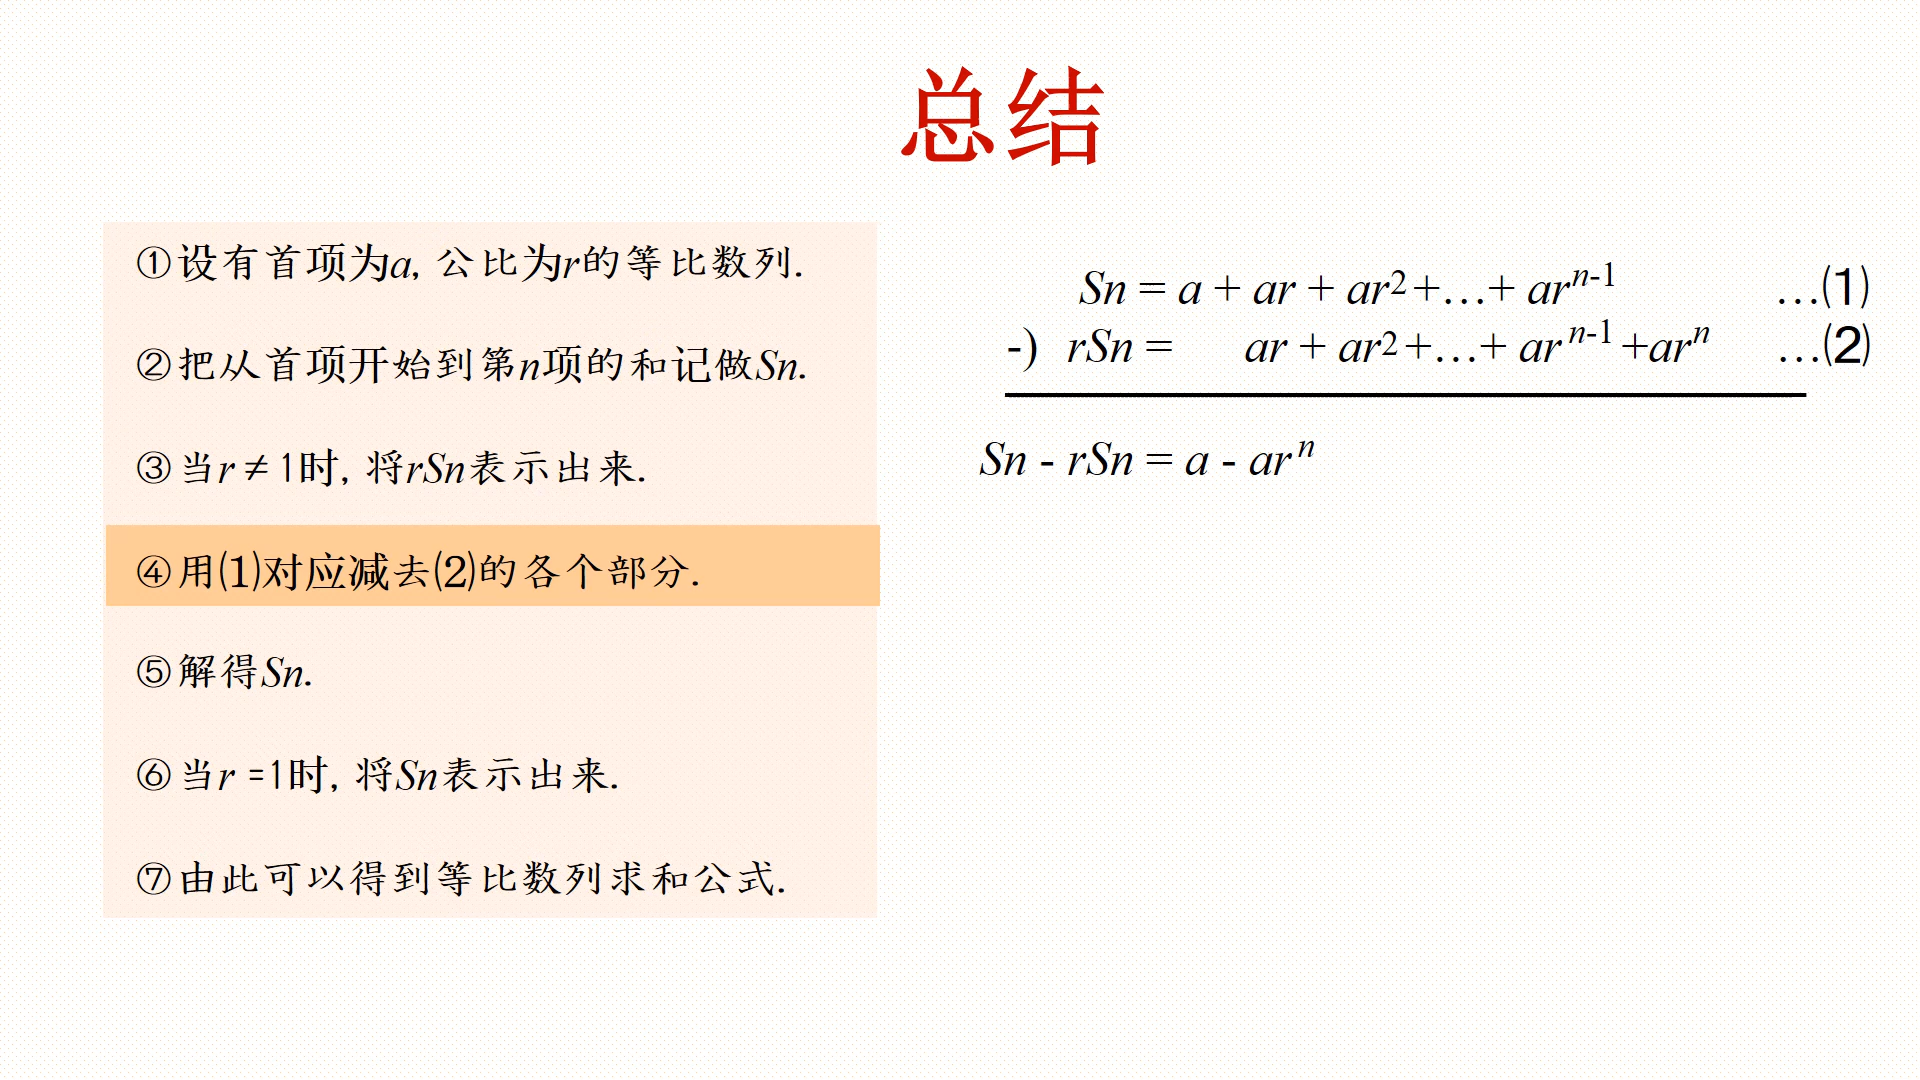 总结
①设有首项为a, 公比为r的等比数列.
②把从首项开始到第n项的和记做Sn.
③当r ≠ 1时, 将rSn表示出来.
④用(1)对应减去(2)的各个部分.
⑤解得Sn.
⑥当r =1时, 将Sn表示出来.
⑦由此可以得到等比数列求和公式.
Sn = a + ar + ar2 +…+ ar^{n-1} …(1)
-) rSn = ar + ar2 +…+ ar^{n-1} +ar^{n} …(2)
Sn - rSn = a - ar^{n}